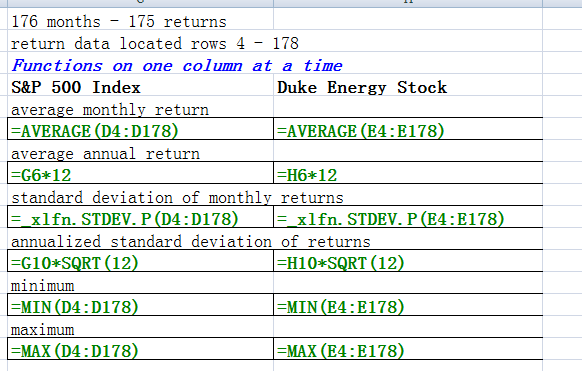 176 months - 175 returns
return data located rows 4 - 178
Functions on one column at a time
S&P 500 Index Duke Energy Stock
average monthly return
=AVERAGE(D4:D178) =AVERAGE(E4:E178)
average annual return
=G6*12 =H6*12
standard deviation of monthly returns
=_xlfn.STDEV.P(D4:D178) =_xlfn.STDEV.P(E4:E178)
annualized standard deviation of returns
=G10*SQRT(12) =H10*SQRT(12)
minimum
=MIN(D4:D178) =MIN(E4:E178)
maximum
=MAX(D4:D178) =MAX(E4:E178)